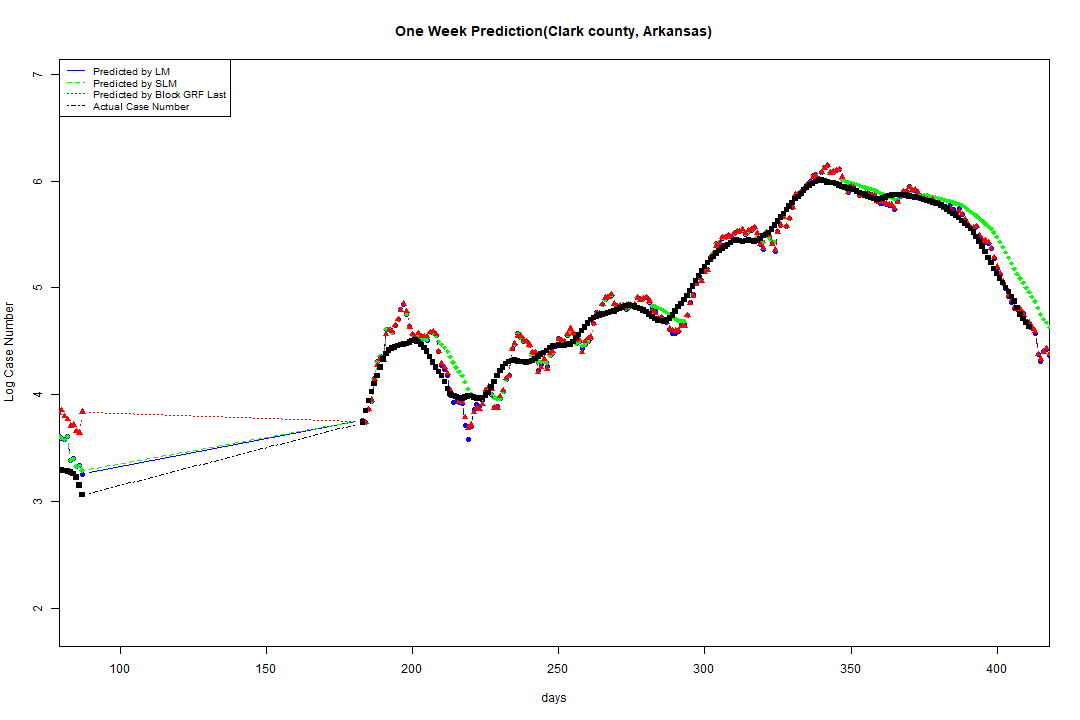 One Week Prediction(Clark county, Arkansas)
Predicted by LM
Predicted by SLM
Predicted by Block GRF Last
Actual Case Number
Log Case Number
7
6
5
4
3
2
100 150 200 250 300 350 400
days